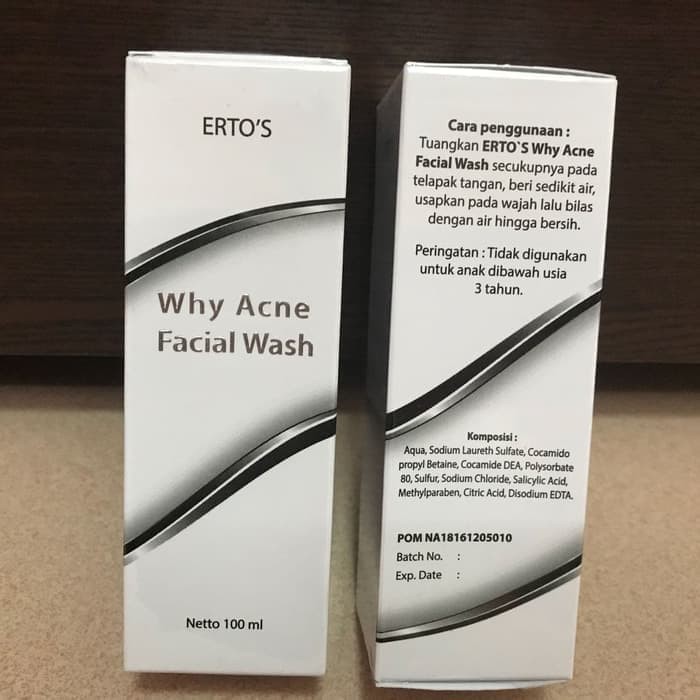 ERTO'S
Why Acne
Facial Wash
Netto 100 ml
Cara penggunaan :
Tuangkan ERTO`S Why Acne
Facial Wash secukupnya pada
telapak tangan, beri sedikit air,
usapkan pada wajah lalu bilas
dengan air hingga bersih.
Peringatan : Tidak digunakan
untuk anak dibawah usia
3 tahun.
Komposisi :
Aqua, Sodium Laureth Sulfate, Cocamido
propyl Betaine, Cocamide DEA, Polysorbate
80, Sulfur, Sodium Chloride, Salicylic Acid,
Methylparaben, Citric Acid, Disodium EDTA.
POM NA18161205010
Batch No. :
Exp. Date :